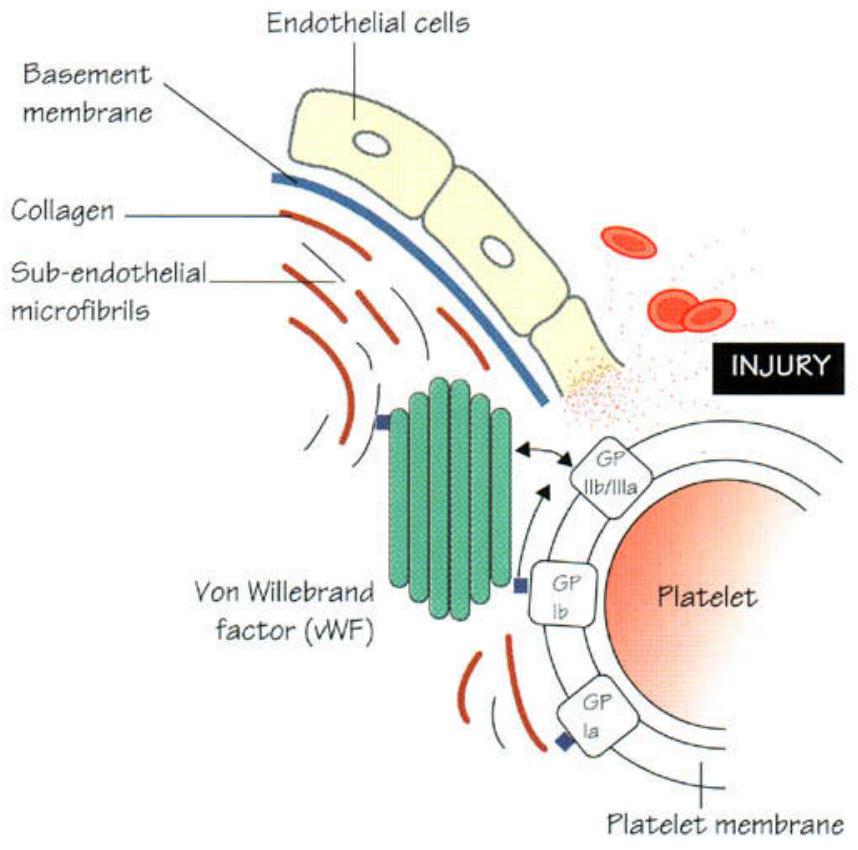 Endothelial cells
Basement
membrane
Collagen
Sub-endothelial
microfibrils
INJURY
GP
IIb/IIIa
Von Willebrand
factor (vWF)
GP
Ib
Platelet
GP
Ia
Platelet membrane